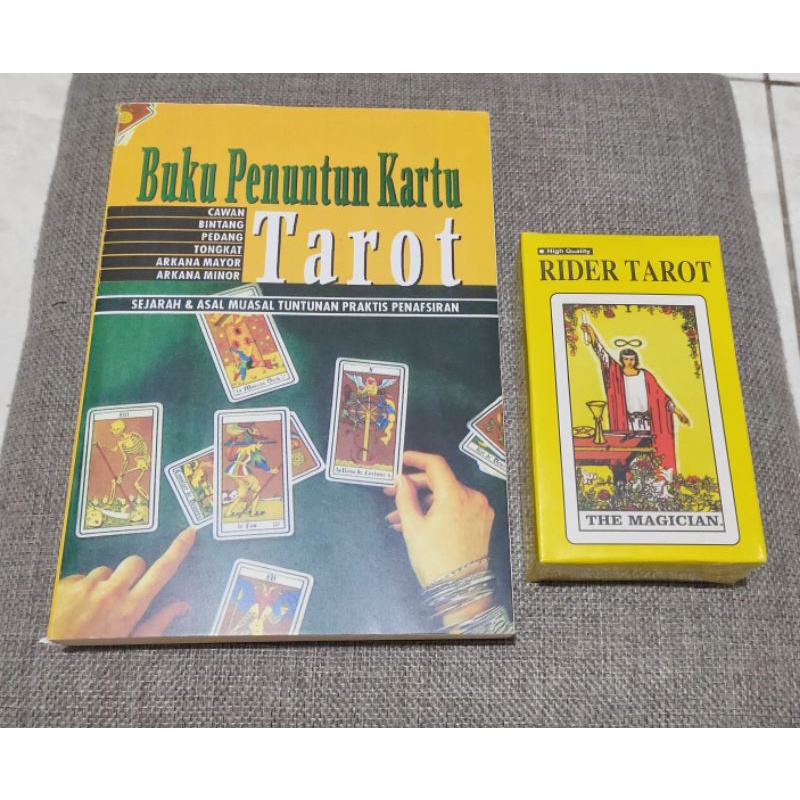 Buku Penuntun Kartu
Tarot
CAWAN
BINTANG
PEDANG
TONGKAT
ARKANA MAYOR
ARKANA MINOR
SEJARAH & ASAL MUASAL TUNTUNAN PRAKTIS PENAFSIRAN
XIII
X
High Quality
RIDER TAROT
THE MAGICIAN.